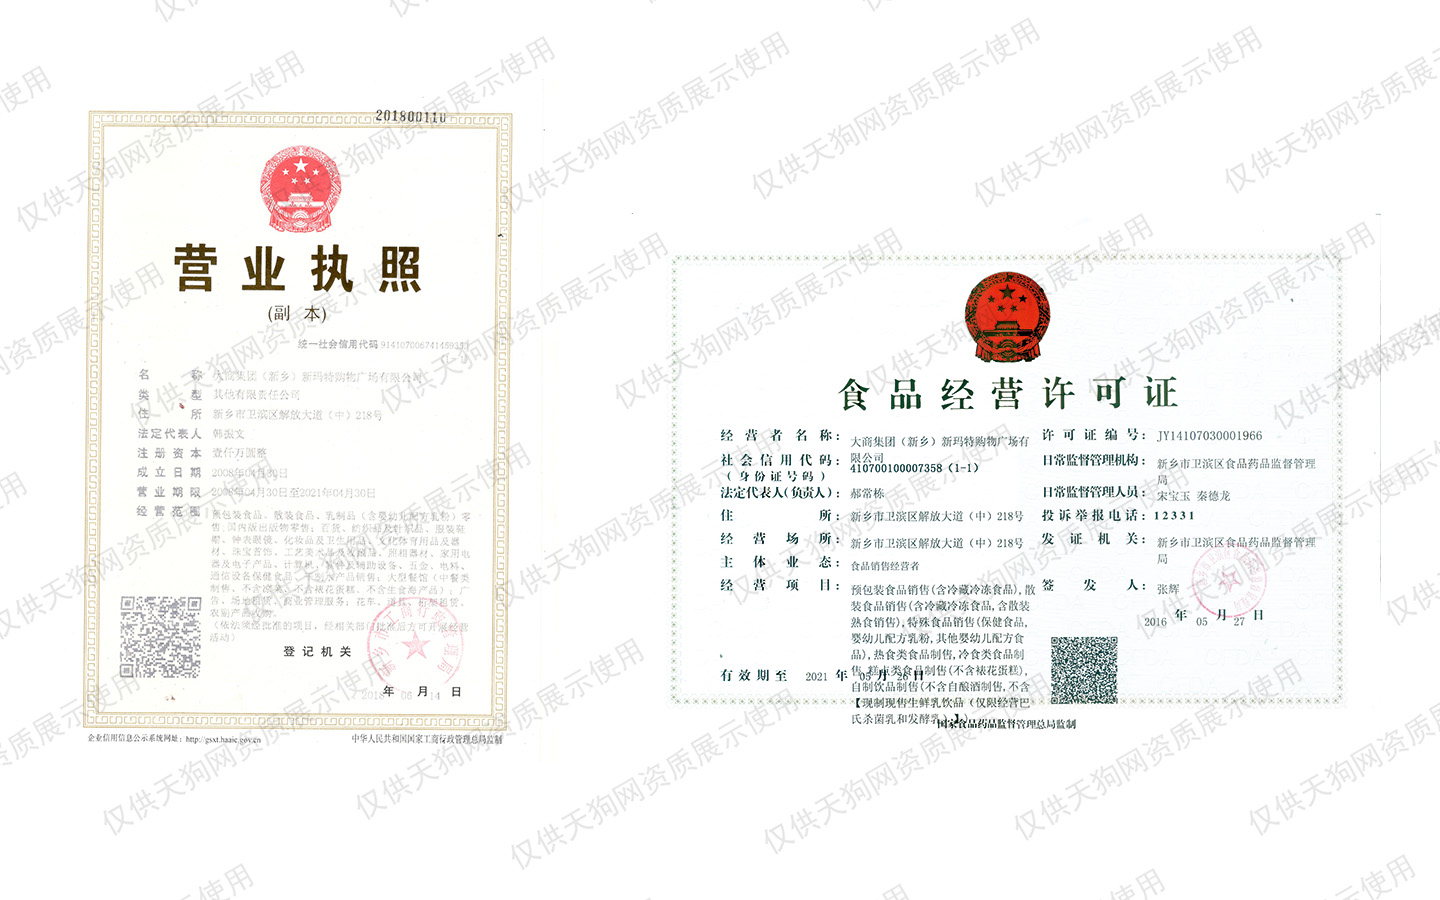 201800110
营业执照
(副 本)
统一社会信用代码
名 称 大商集团（新乡）新玛特购物广场有限公司
类 型 其他有限责任公司
住 所 新乡市卫滨区解放大道（中）218号
法定代表人 韩振文
注册资本 壹仟万圆整
成立日期 2008年04月30日
营业期限 2008年04月30日至2021年04月30日
经营范围 预包装食品、散装食品、乳制品（含婴幼儿配方乳粉）零
售,国内版出版物零售；百货、纺织品及针织品、服装鞋
帽、钟表眼镜、化妆品及卫生用品、文化体育用品及器
材、珠宝首饰、工艺美术品及收藏品、照相器材、家用电
器及电子产品、计算机、软件及辅助设备、五金、电料、
通信设备保健食品、
制售、不含凉菜、不含裱花蛋糕、不含生食海产品）；广
告、场地租赁、商业管理服务；花车、道具、柜架租赁,
农副产品收购。
（依法须经批准的项目，经相关部门批准后方可开展经营
活动）
登记机关
2018 年 06 月 14 日
企业信用信息公示系统网址：http://gsxt.haaic.gov.cn
中华人民共和国国家工商行政管理总局监制
食品经营许可证
经营者名称： 大商集团（新乡）新玛特购物广场有
限公司
社会信用代码： 410700100007358（1-1）
（身份证号码）
法定代表人(负责人)： 郝常栋
住 所： 新乡市卫滨区解放大道（中）218号
经营场所： 新乡市卫滨区解放大道（中）218号
主体业态： 食品销售经营者
经营项目： 预包装食品销售(含冷藏冷冻食品),散
装食品销售(含冷藏冷冻食品,含散装
熟食销售),特殊食品销售(保健食品,
婴幼儿配方乳粉,其他婴幼儿配方食
品),热食类食品制售,冷食类食品制
售,糕点类食品制售(不含裱花蛋糕),
自制饮品制售(不含自酿酒制售,不含
【现制现售生鲜乳饮品（仅限经营巴
氏杀菌乳和发酵乳）】)
有效期至 2021 年 05 月 26 日
许可证编号： JY14107030001966
日常监督管理机构： 新乡市卫滨区食品药品监督管理
局
日常监督管理人员： 宋宝玉 秦德龙
投诉举报电话：12331
发证机关： 新乡市卫滨区食品药品监督管理
局
签发人： 张辉
2016 年 05 月 27 日
国家食品药品监督管理总局监制
仅供天狗网资质展示使用